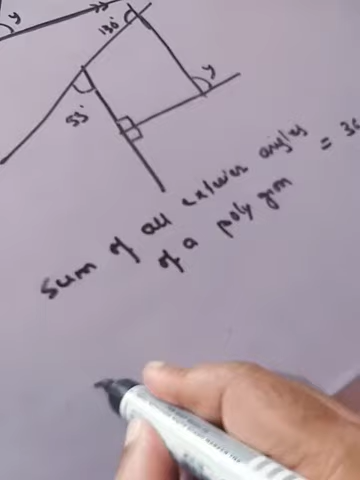 y
130°
y
55°
Sum of all exterior angles
of a polygon = 36